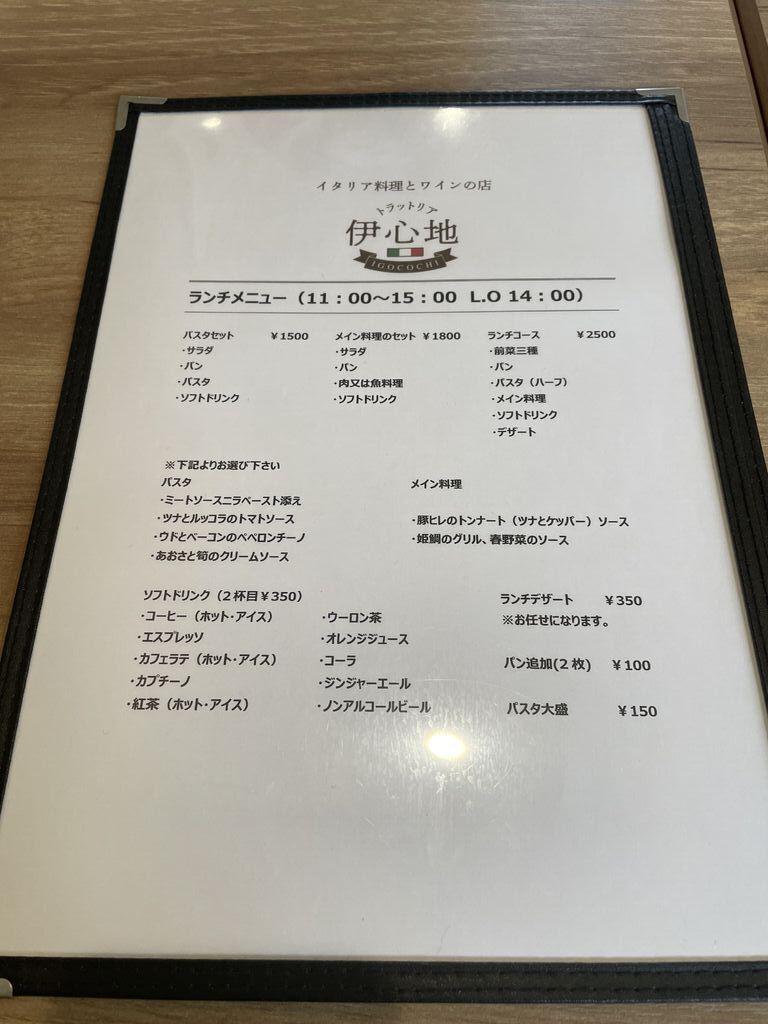 イタリア料理とワインの店
トラットリア
伊心地
IGOCOCHI
ランチメニュー（11：00～15：00 L.O 14：00）
パスタセット ￥1500
・サラダ
・パン
・パスタ
・ソフトドリンク
メイン料理のセット ￥1800
・サラダ
・パン
・肉又は魚料理
・ソフトドリンク
ランチコース ￥2500
・前菜三種
・パン
・パスタ（ハーフ）
・メイン料理
・ソフトドリンク
・デザート
※下記よりお選び下さい
パスタ
・ミートソースニラペースト添え
・ツナとルッコラのトマトソース
・ウドとベーコンのペペロンチーノ
・あおさと筍のクリームソース
メイン料理
・豚ヒレのトンナート（ツナとケッパー）ソース
・姫鯛のグリル、春野菜のソース
ソフトドリンク（2杯目￥350）
・コーヒー（ホット・アイス）
・エスプレッソ
・カフェラテ（ホット・アイス）
・カプチーノ
・紅茶（ホット・アイス）
・ウーロン茶
・オレンジジュース
・コーラ
・ジンジャーエール
・ノンアルコールビール
ランチデザート ￥350
※お任せになります。
パン追加(2枚) ￥100
パスタ大盛 ￥150